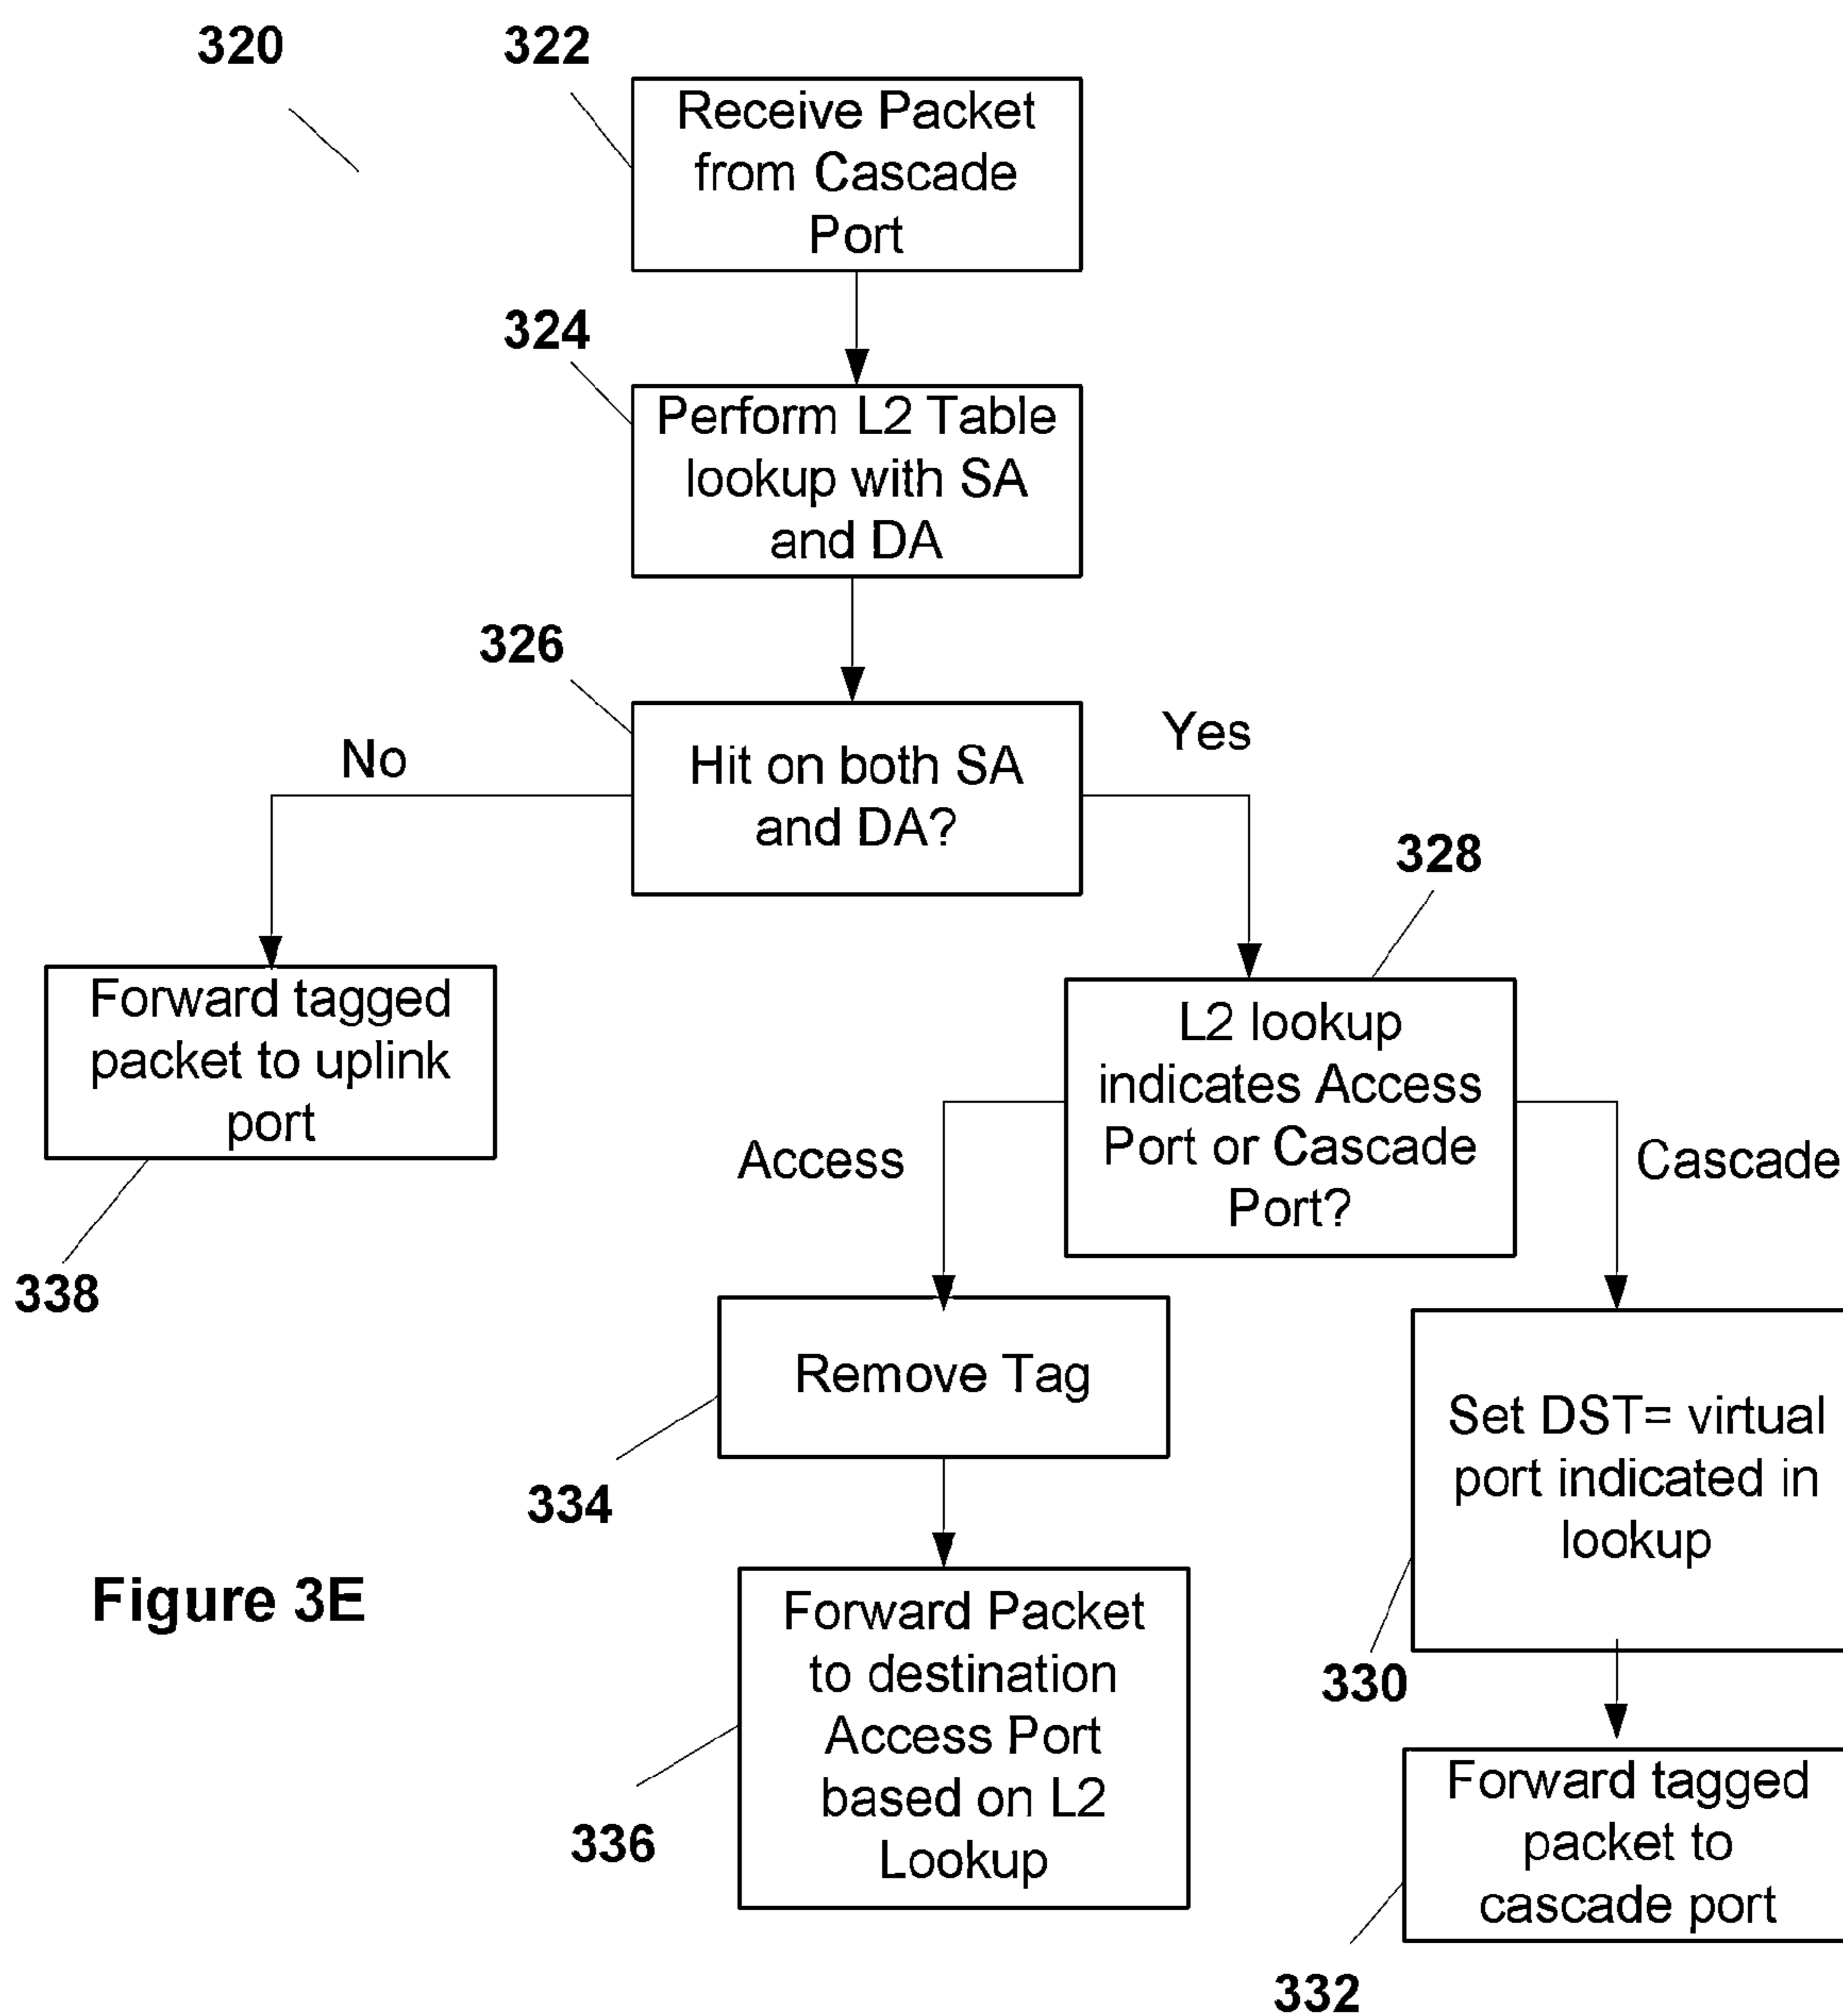 320
322
Receive Packet
from Cascade
Port
324
Perform L2 Table
lookup with SA
and DA
326
No
Hit on both SA
and DA?
Yes
328
Forward tagged
packet to uplink
port
338
L2 lookup
indicates Access
Port or Cascade
Port?
Access
Cascade
Remove Tag
334
Set DST= virtual
port indicated in
lookup
330
Figure 3E
Forward Packet
to destination
Access Port
based on L2
Lookup
336
Forward tagged
packet to
cascade port
332